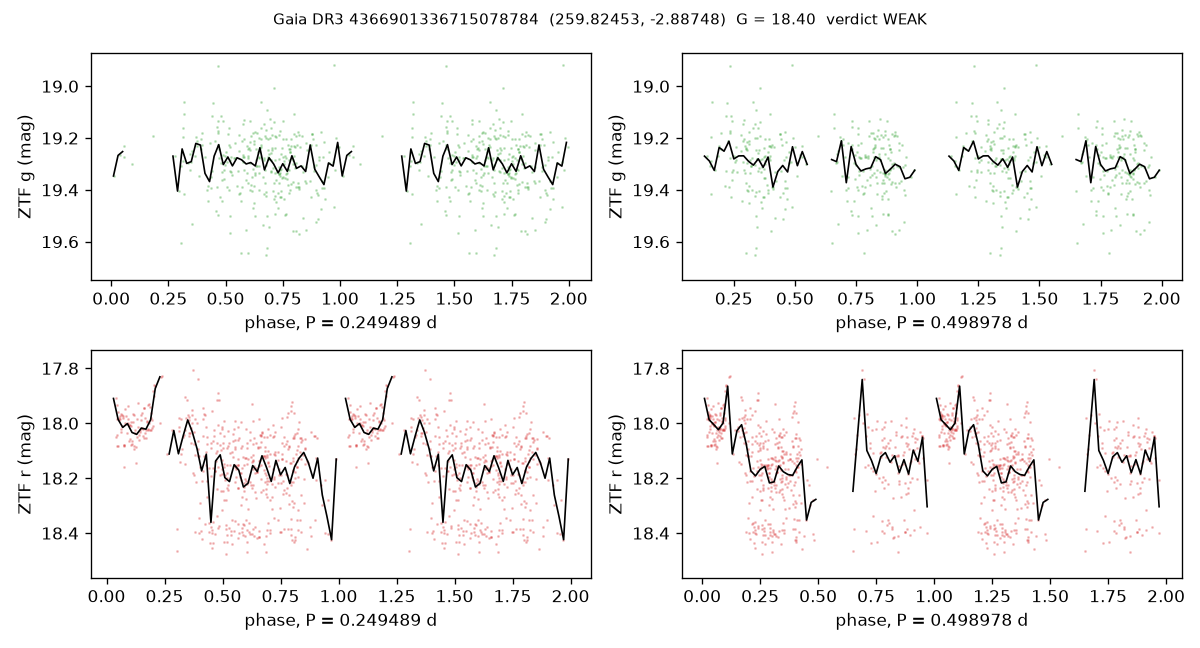 Gaia DR3 4366901336715078784 (259.82453, -2.88748) G = 18.40 verdict WEAK
ZTF g (mag)
19.0
19.2
19.4
19.6
0.00 0.25 0.50 0.75 1.00 1.25 1.50 1.75 2.00
phase, P = 0.249489 d
ZTF g (mag)
19.0
19.2
19.4
19.6
0.25 0.50 0.75 1.00 1.25 1.50 1.75 2.00
phase, P = 0.498978 d
ZTF r (mag)
17.8
18.0
18.2
18.4
0.00 0.25 0.50 0.75 1.00 1.25 1.50 1.75 2.00
phase, P = 0.249489 d
ZTF r (mag)
17.8
18.0
18.2
18.4
0.00 0.25 0.50 0.75 1.00 1.25 1.50 1.75 2.00
phase, P = 0.498978 d